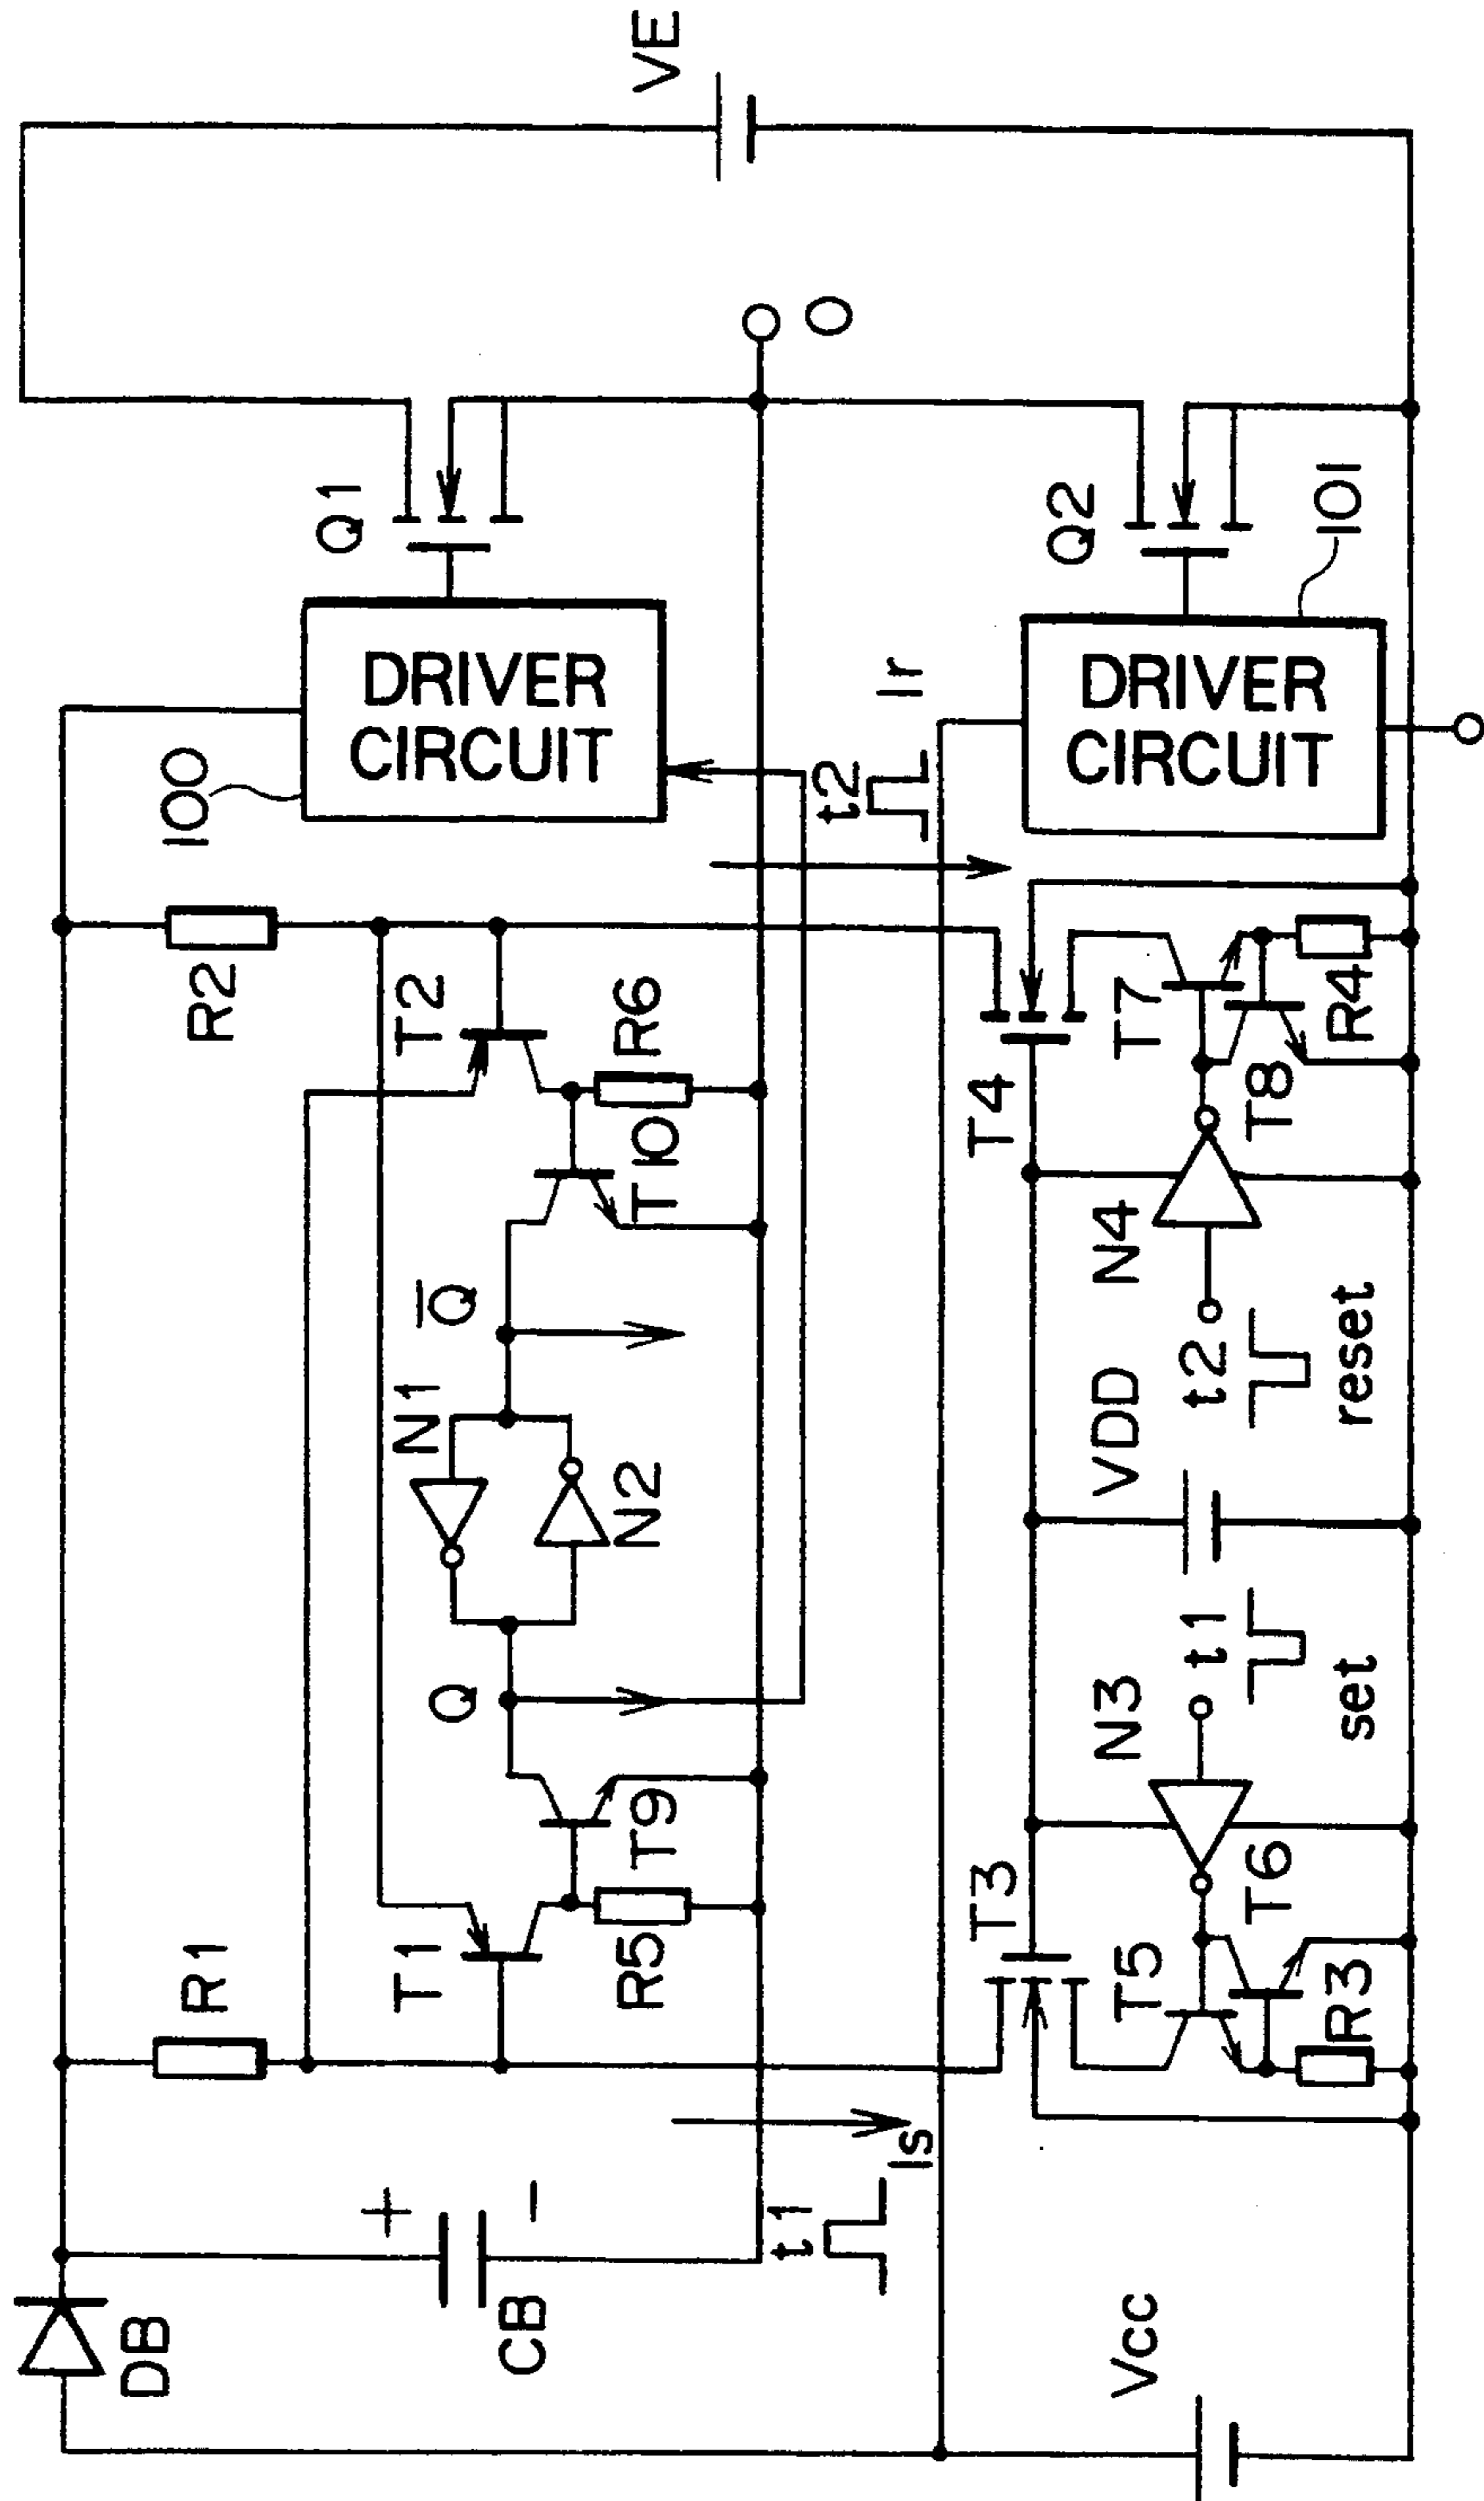 VE
O
Q1
Q2
101
DRIVER
CIRCUIT
100
DRIVER
CIRCUIT
Ir
t2
R2
T2
R6
T10
T4
T7
T8
R4
Q̅
N1
N2
N4
t2
reset
VDD
Q
N3
t1
set
R1
T1
R5
T9
T3
T5
T6
R3
+
−
DB
CB
t1
Is
Vcc